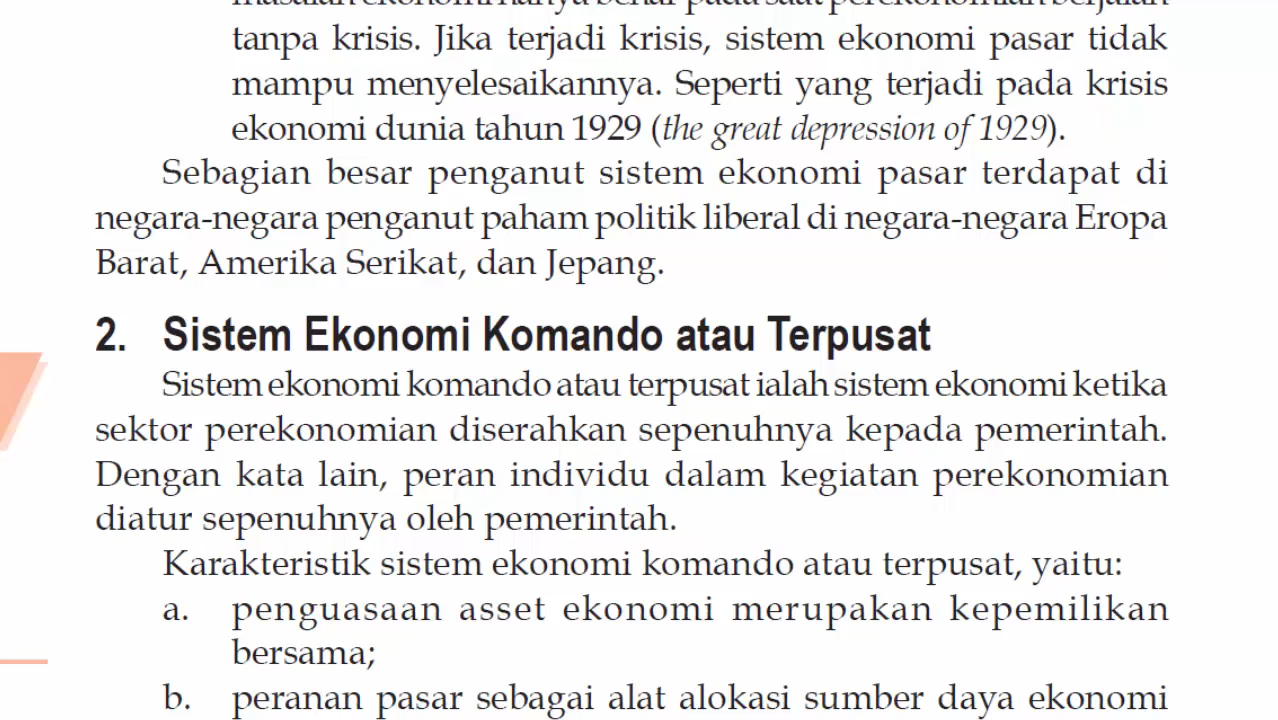 tanpa krisis. Jika terjadi krisis, sistem ekonomi pasar tidak
mampu menyelesaikannya. Seperti yang terjadi pada krisis
ekonomi dunia tahun 1929 (the great depression of 1929).
Sebagian besar penganut sistem ekonomi pasar terdapat di
negara-negara penganut paham politik liberal di negara-negara Eropa
Barat, Amerika Serikat, dan Jepang.
2. Sistem Ekonomi Komando atau Terpusat
Sistem ekonomi komando atau terpusat ialah sistem ekonomi ketika
sektor perekonomian diserahkan sepenuhnya kepada pemerintah.
Dengan kata lain, peran individu dalam kegiatan perekonomian
diatur sepenuhnya oleh pemerintah.
Karakteristik sistem ekonomi komando atau terpusat, yaitu:
a. penguasaan asset ekonomi merupakan kepemilikan
bersama;
b. peranan pasar sebagai alat alokasi sumber daya ekonomi